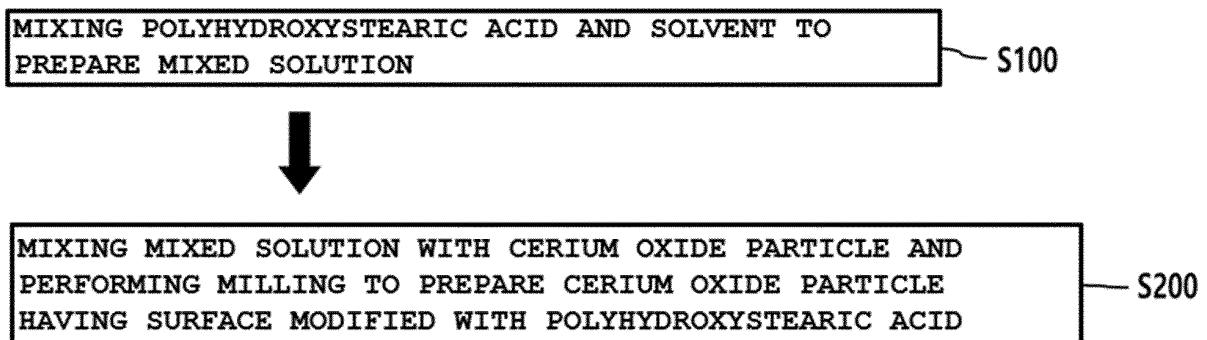 MIXING POLYHYDROXYSTEARIC ACID AND SOLVENT TO
PREPARE MIXED SOLUTION
S100
MIXING MIXED SOLUTION WITH CERIUM OXIDE PARTICLE AND
PERFORMING MILLING TO PREPARE CERIUM OXIDE PARTICLE
HAVING SURFACE MODIFIED WITH POLYHYDROXYSTEARIC ACID
S200